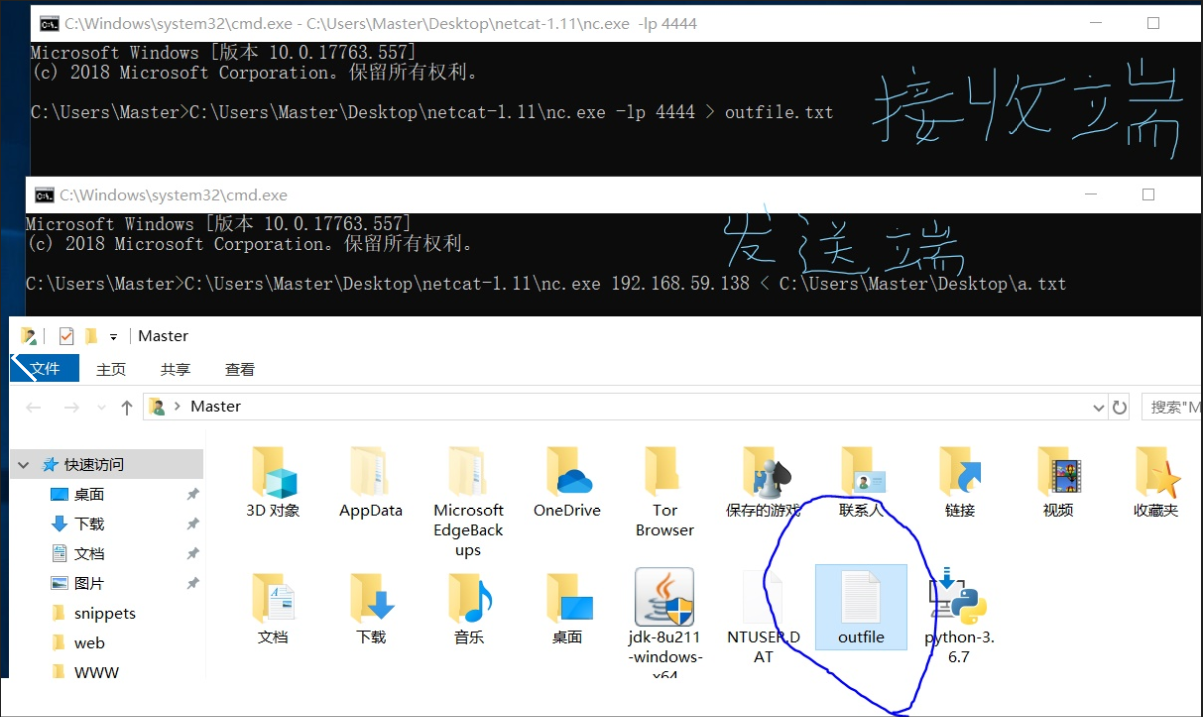 C:\Windows\system32\cmd.exe - C:\Users\Master\Desktop\netcat-1.11\nc.exe -lp 4444
Microsoft Windows [版本 10.0.17763.557]
(c) 2018 Microsoft Corporation。保留所有权利。
C:\Users\Master>C:\Users\Master\Desktop\netcat-1.11\nc.exe -lp 4444 > outfile.txt
接收立端
C:\Windows\system32\cmd.exe
Microsoft Windows [版本 10.0.17763.557]
(c) 2018 Microsoft Corporation。保留所有权利。
发送端
C:\Users\Master>C:\Users\Master\Desktop\netcat-1.11\nc.exe 192.168.59.138 < C:\Users\Master\Desktop\a.txt
Master
文件 主页 共享 查看
Master 搜索"M
快速访问
桌面
下载
文档
图片
snippets
web
WWW
3D 对象 AppData Microsoft EdgeBackups OneDrive Tor Browser 保存的游戏 联系人 链接 视频 收藏夹
文档 下载 音乐 桌面 jdk-8u211-windows-x64 NTUSER.DAT outfile python-3.6.7